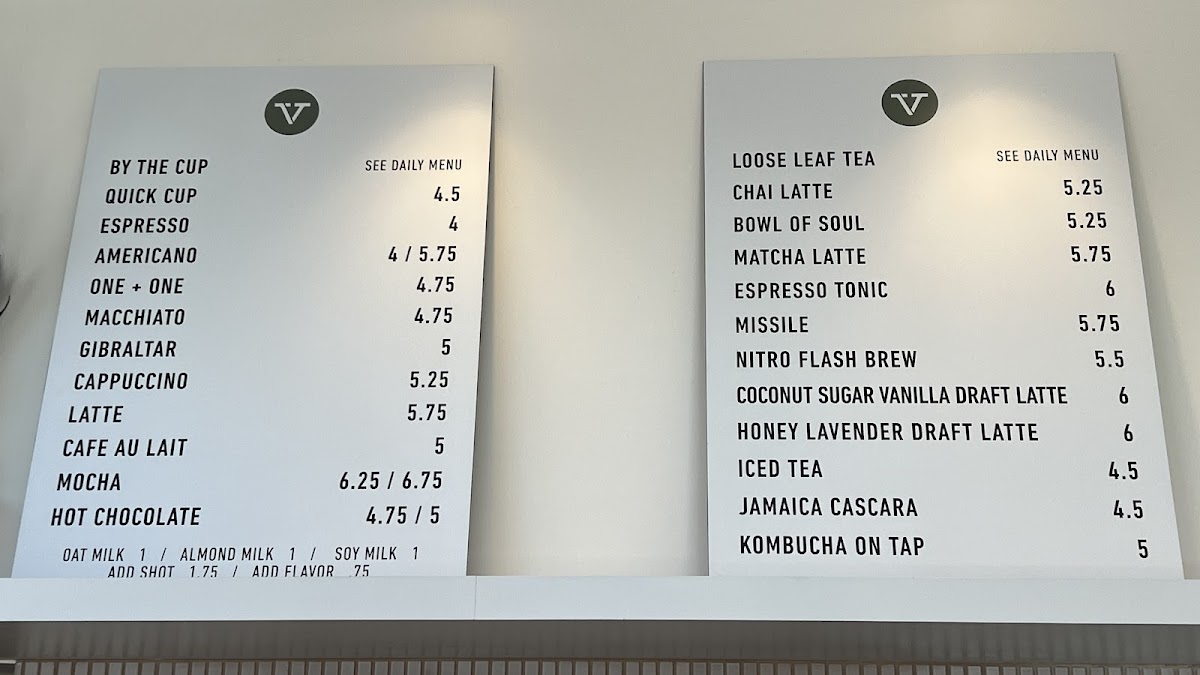 V
BY THE CUP SEE DAILY MENU
QUICK CUP 4.5
ESPRESSO 4
AMERICANO 4 / 5.75
ONE + ONE 4.75
MACCHIATO 4.75
GIBRALTAR 5
CAPPUCCINO 5.25
LATTE 5.75
CAFE AU LAIT 5
MOCHA 6.25 / 6.75
HOT CHOCOLATE 4.75 / 5
OAT MILK 1 / ALMOND MILK 1 / SOY MILK 1
ADD SHOT 1.75 / ADD FLAVOR .75
V
LOOSE LEAF TEA SEE DAILY MENU
CHAI LATTE 5.25
BOWL OF SOUL 5.25
MATCHA LATTE 5.75
ESPRESSO TONIC 6
MISSILE 5.75
NITRO FLASH BREW 5.5
COCONUT SUGAR VANILLA DRAFT LATTE 6
HONEY LAVENDER DRAFT LATTE 6
ICED TEA 4.5
JAMAICA CASCARA 4.5
KOMBUCHA ON TAP 5